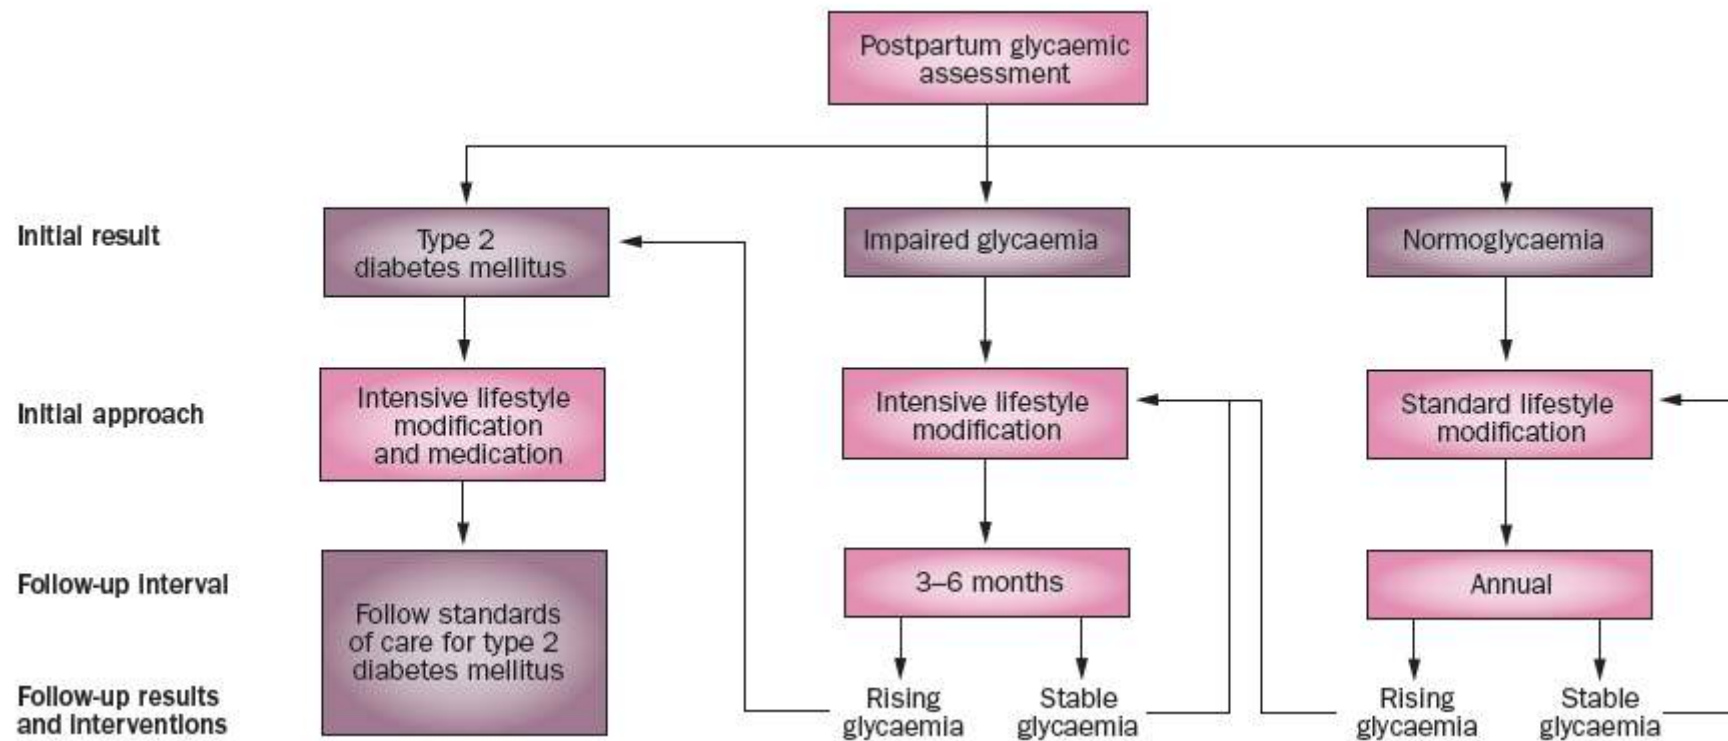 Postpartum glycaemic
assessment
Initial result
Type 2
diabetes mellitus
Impaired glycaemia
Normoglycaemia
Initial approach
Intensive lifestyle
modification
and medication
Intensive lifestyle
modification
Standard lifestyle
modification
Follow-up interval
Follow standards
of care for type 2
diabetes mellitus
3–6 months
Annual
Follow-up results
and interventions
Rising
glycaemia
Stable
glycaemia
Rising
glycaemia
Stable
glycaemia